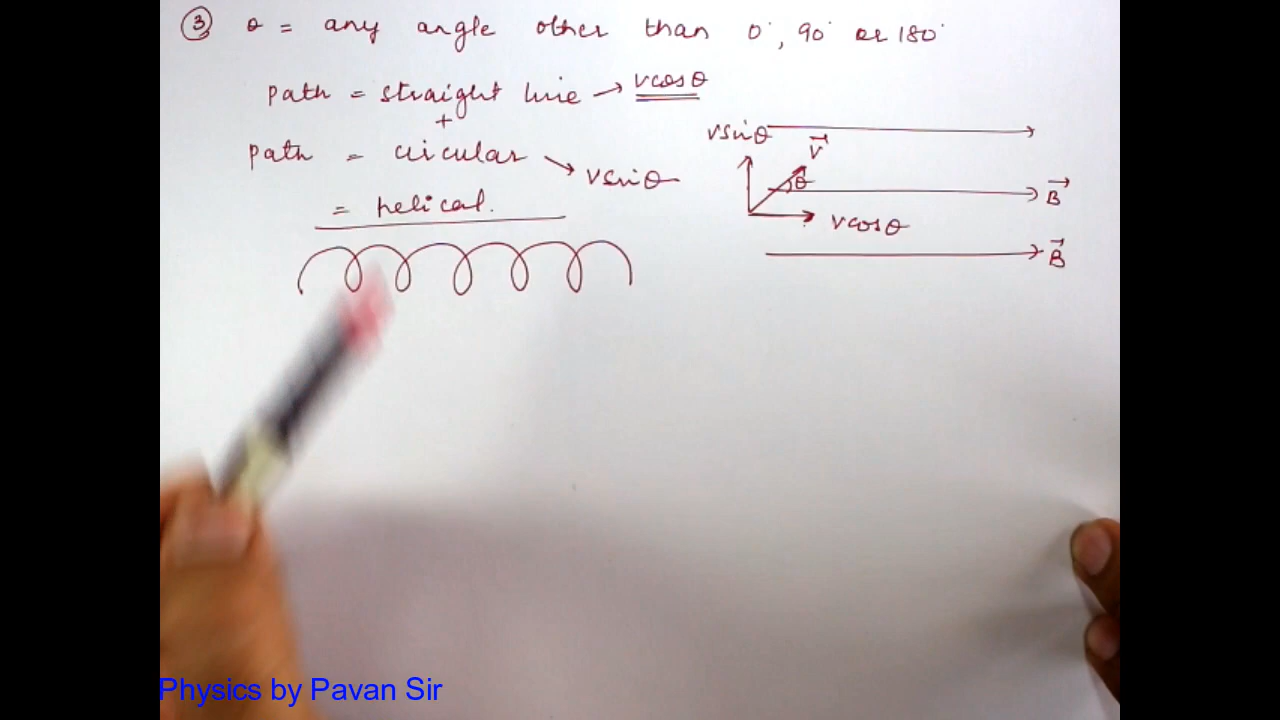 ③ θ = any angle other than 0°, 90° or 180°
path = straight line → vcosθ
+
path = circular → vsinθ
= helical.
vsinθ
V⃗
θ
B⃗
vcosθ
B⃗
Physics by Pavan Sir